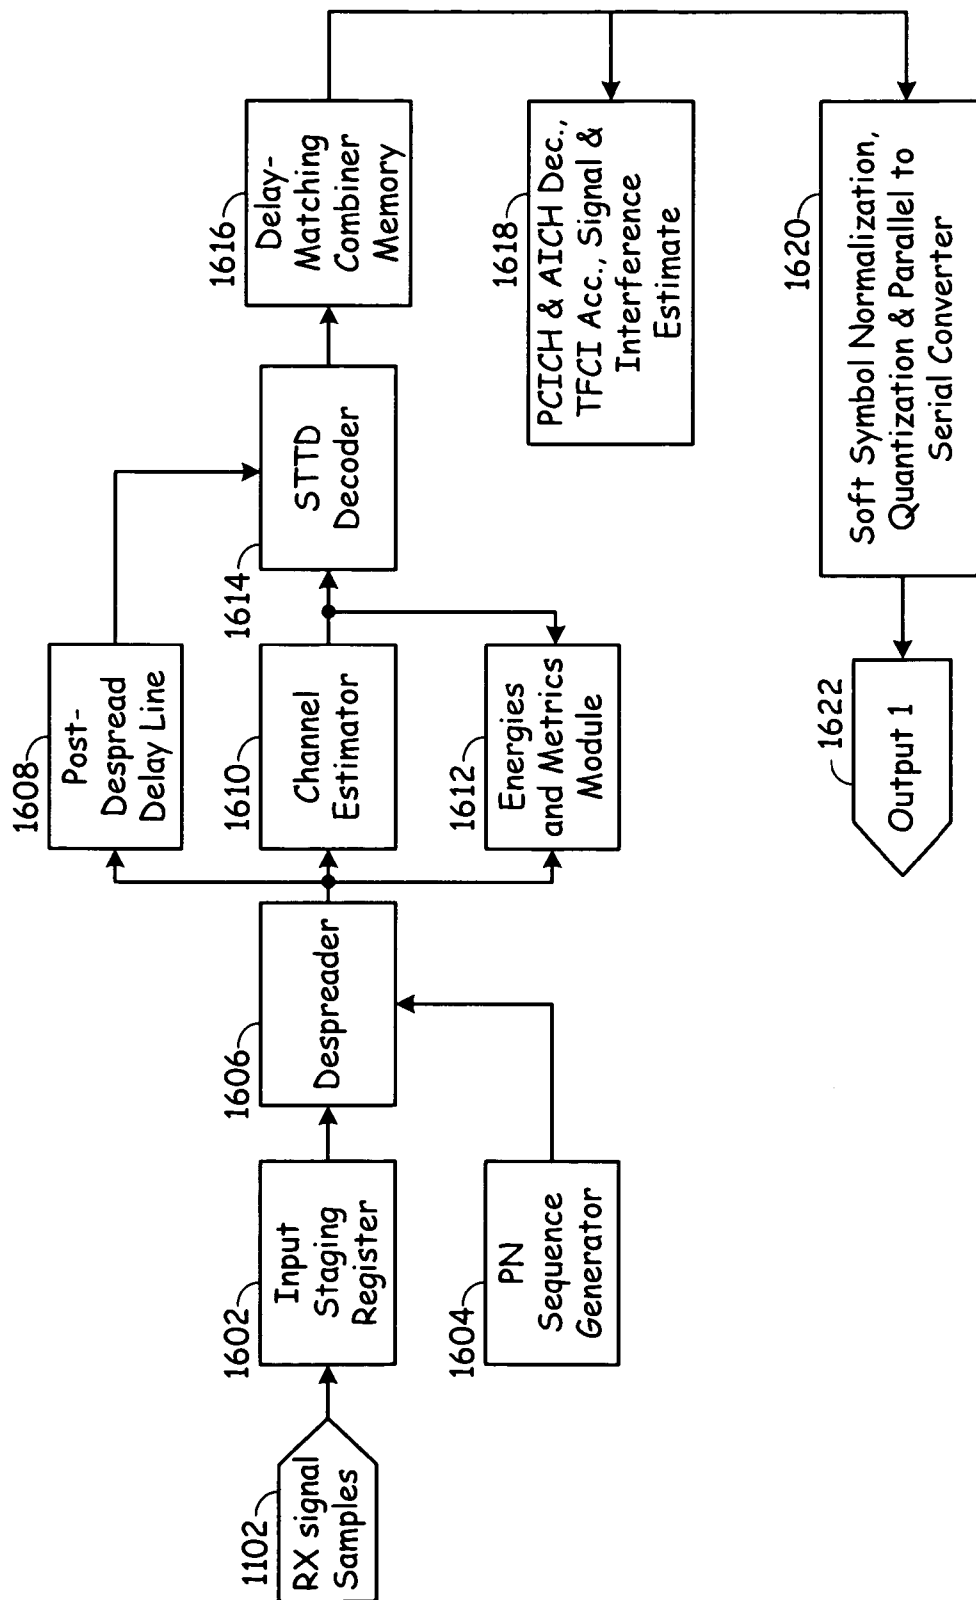 1102
RX signal
Samples
1602
Input
Staging
Register
1604
PN
Sequence
Generator
1606
Despreader
1608
Post-
Despread
Delay Line
1610
Channel
Estimator
1612
Energies
and Metrics
Module
1614
STTD
Decoder
1616
Delay-
Matching
Combiner
Memory
1618
PCICH & AICH Dec.,
TFCI Acc., Signal &
Interference
Estimate
1620
Soft Symbol Normalization,
Quantization & Parallel to
Serial Converter
1622
Output 1